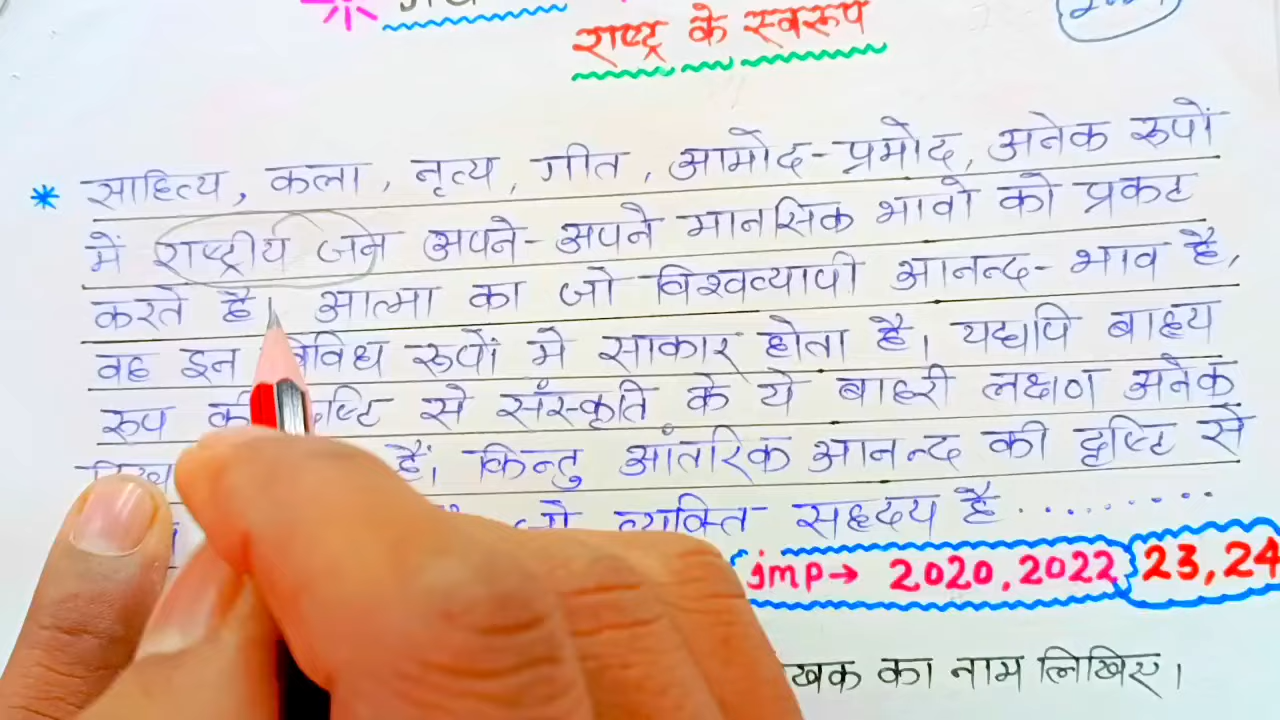 राष्ट्र के स्वरूप
साहित्य, कला, नृत्य, गीत, आमोद-प्रमोद, अनेक रूपों
में राष्ट्रीय जन अपने-अपने मानसिक भावो को प्रकट
करते है। आत्मा का जो विश्वव्यापी आनन्द-भाव है,
वह इन विविध रूपों मे साकार होता है। यद्यपि बाह्य
रूप की दृष्टि से संस्कृति के ये बाहरी लक्षण अनेक
हैं, किन्तु आंतरिक आनन्द की दृष्टि से
व्यक्ति सहृदय है ........
imp→ 2020,2022 23,24
का नाम लिखिए।